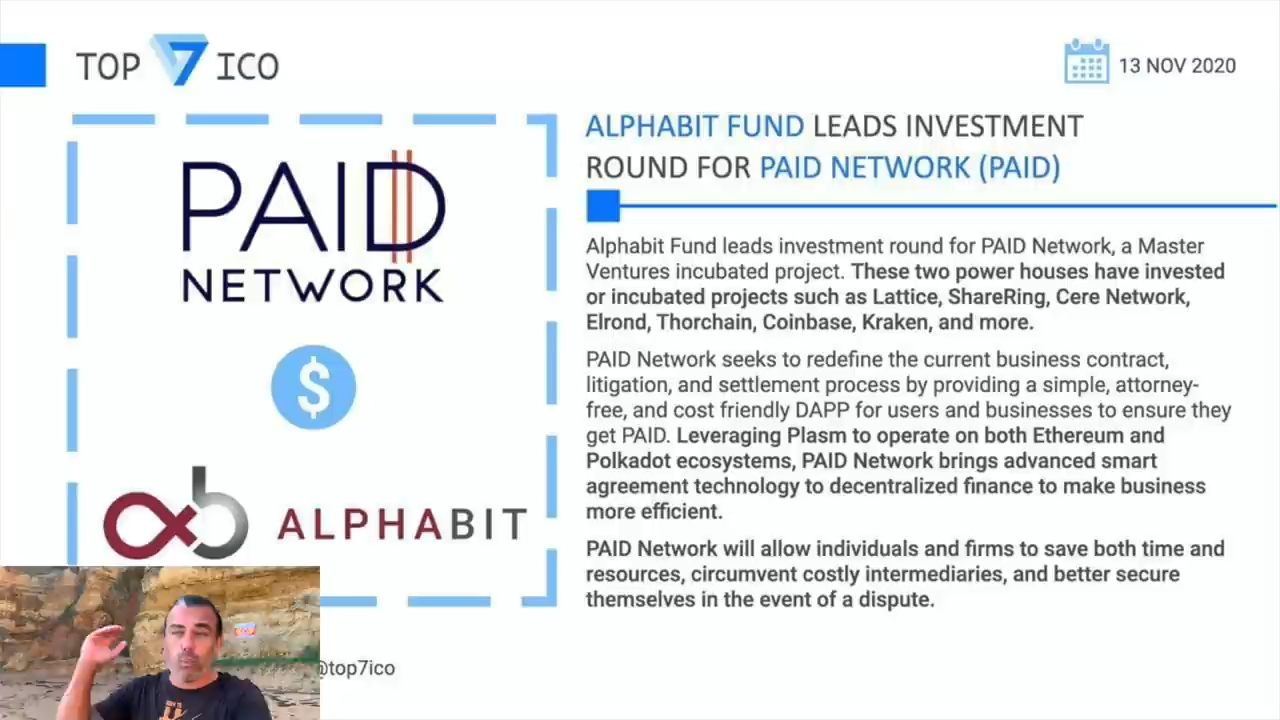 TOP 7 ICO
13 NOV 2020
PAID
NETWORK
$
ALPHABIT
ALPHABIT FUND LEADS INVESTMENT
ROUND FOR PAID NETWORK (PAID)
Alphabit Fund leads investment round for PAID Network, a Master
Ventures incubated project. These two power houses have invested
or incubated projects such as Lattice, ShareRing, Cere Network,
Elrond, Thorchain, Coinbase, Kraken, and more.
PAID Network seeks to redefine the current business contract,
litigation, and settlement process by providing a simple, attorney-
free, and cost friendly DAPP for users and businesses to ensure they
get PAID. Leveraging Plasm to operate on both Ethereum and
Polkadot ecosystems, PAID Network brings advanced smart
agreement technology to decentralized finance to make business
more efficient.
PAID Network will allow individuals and firms to save both time and
resources, circumvent costly intermediaries, and better secure
themselves in the event of a dispute.
@top7ico